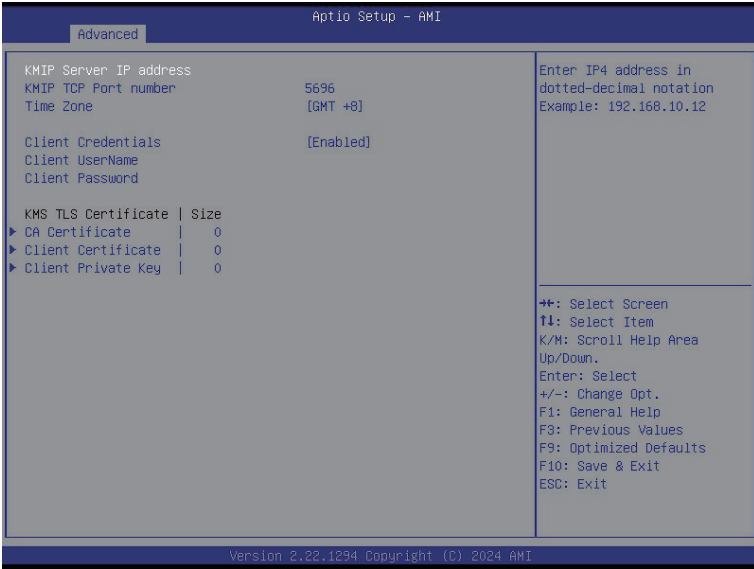 Aptio Setup – AMI
Advanced
KMIP Server IP address
KMIP TCP Port number 5696
Time Zone [GMT +8]
Client Credentials [Enabled]
Client UserName
Client Password
KMS TLS Certificate | Size
CA Certificate | 0
Client Certificate | 0
Client Private Key | 0
Enter IP4 address in
dotted-decimal notation
Example: 192.168.10.12
→←: Select Screen
↑↓: Select Item
K/M: Scroll Help Area
Up/Down.
Enter: Select
+/-: Change Opt.
F1: General Help
F3: Previous Values
F9: Optimized Defaults
F10: Save & Exit
ESC: Exit
Version 2.22.1294 Copyright (C) 2024 AMI